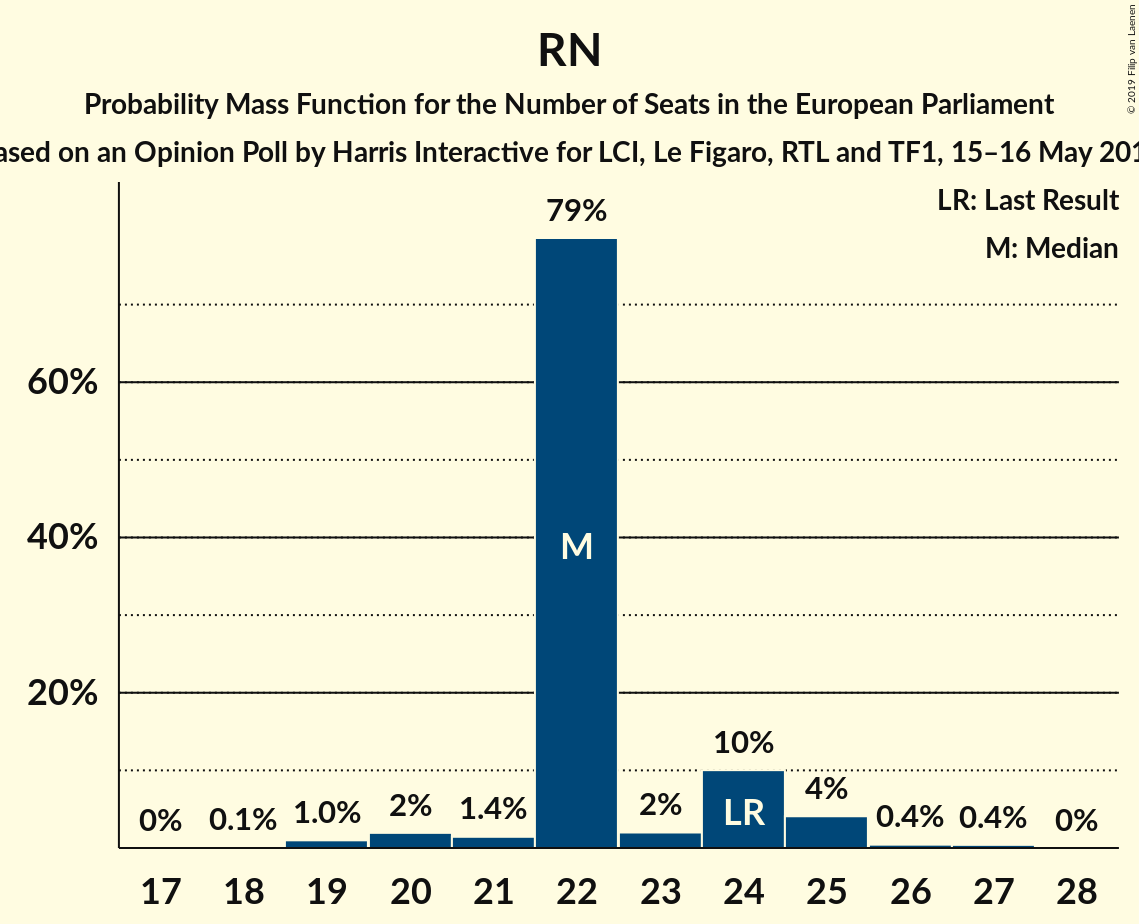 RN
Probability Mass Function for the Number of Seats in the European Parliament
ased on an Opinion Poll by Harris Interactive for LCI, Le Figaro, RTL and TF1, 15–16 May 201
© 2019 Filip van Laenen
LR: Last Result
M: Median
79%
60%
40%
20%
M
LR
0% 0.1% 1.0% 2% 1.4% 2% 10% 4% 0.4% 0.4% 0%
17 18 19 20 21 22 23 24 25 26 27 28